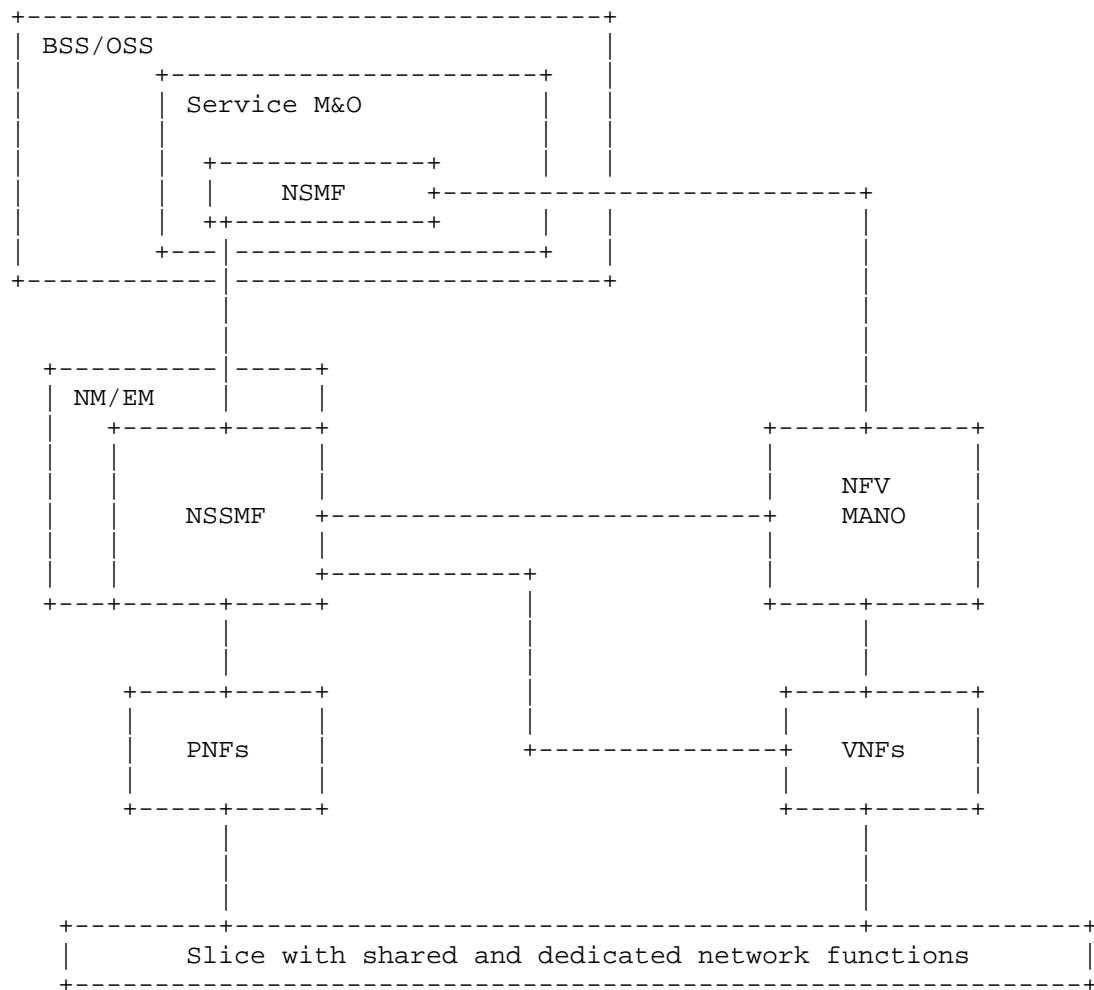 BSS/OSS
Service M&O
NSMF
NM/EM
NFV
NSSMF MANO
PNFs VNFs
Slice with shared and dedicated network functions